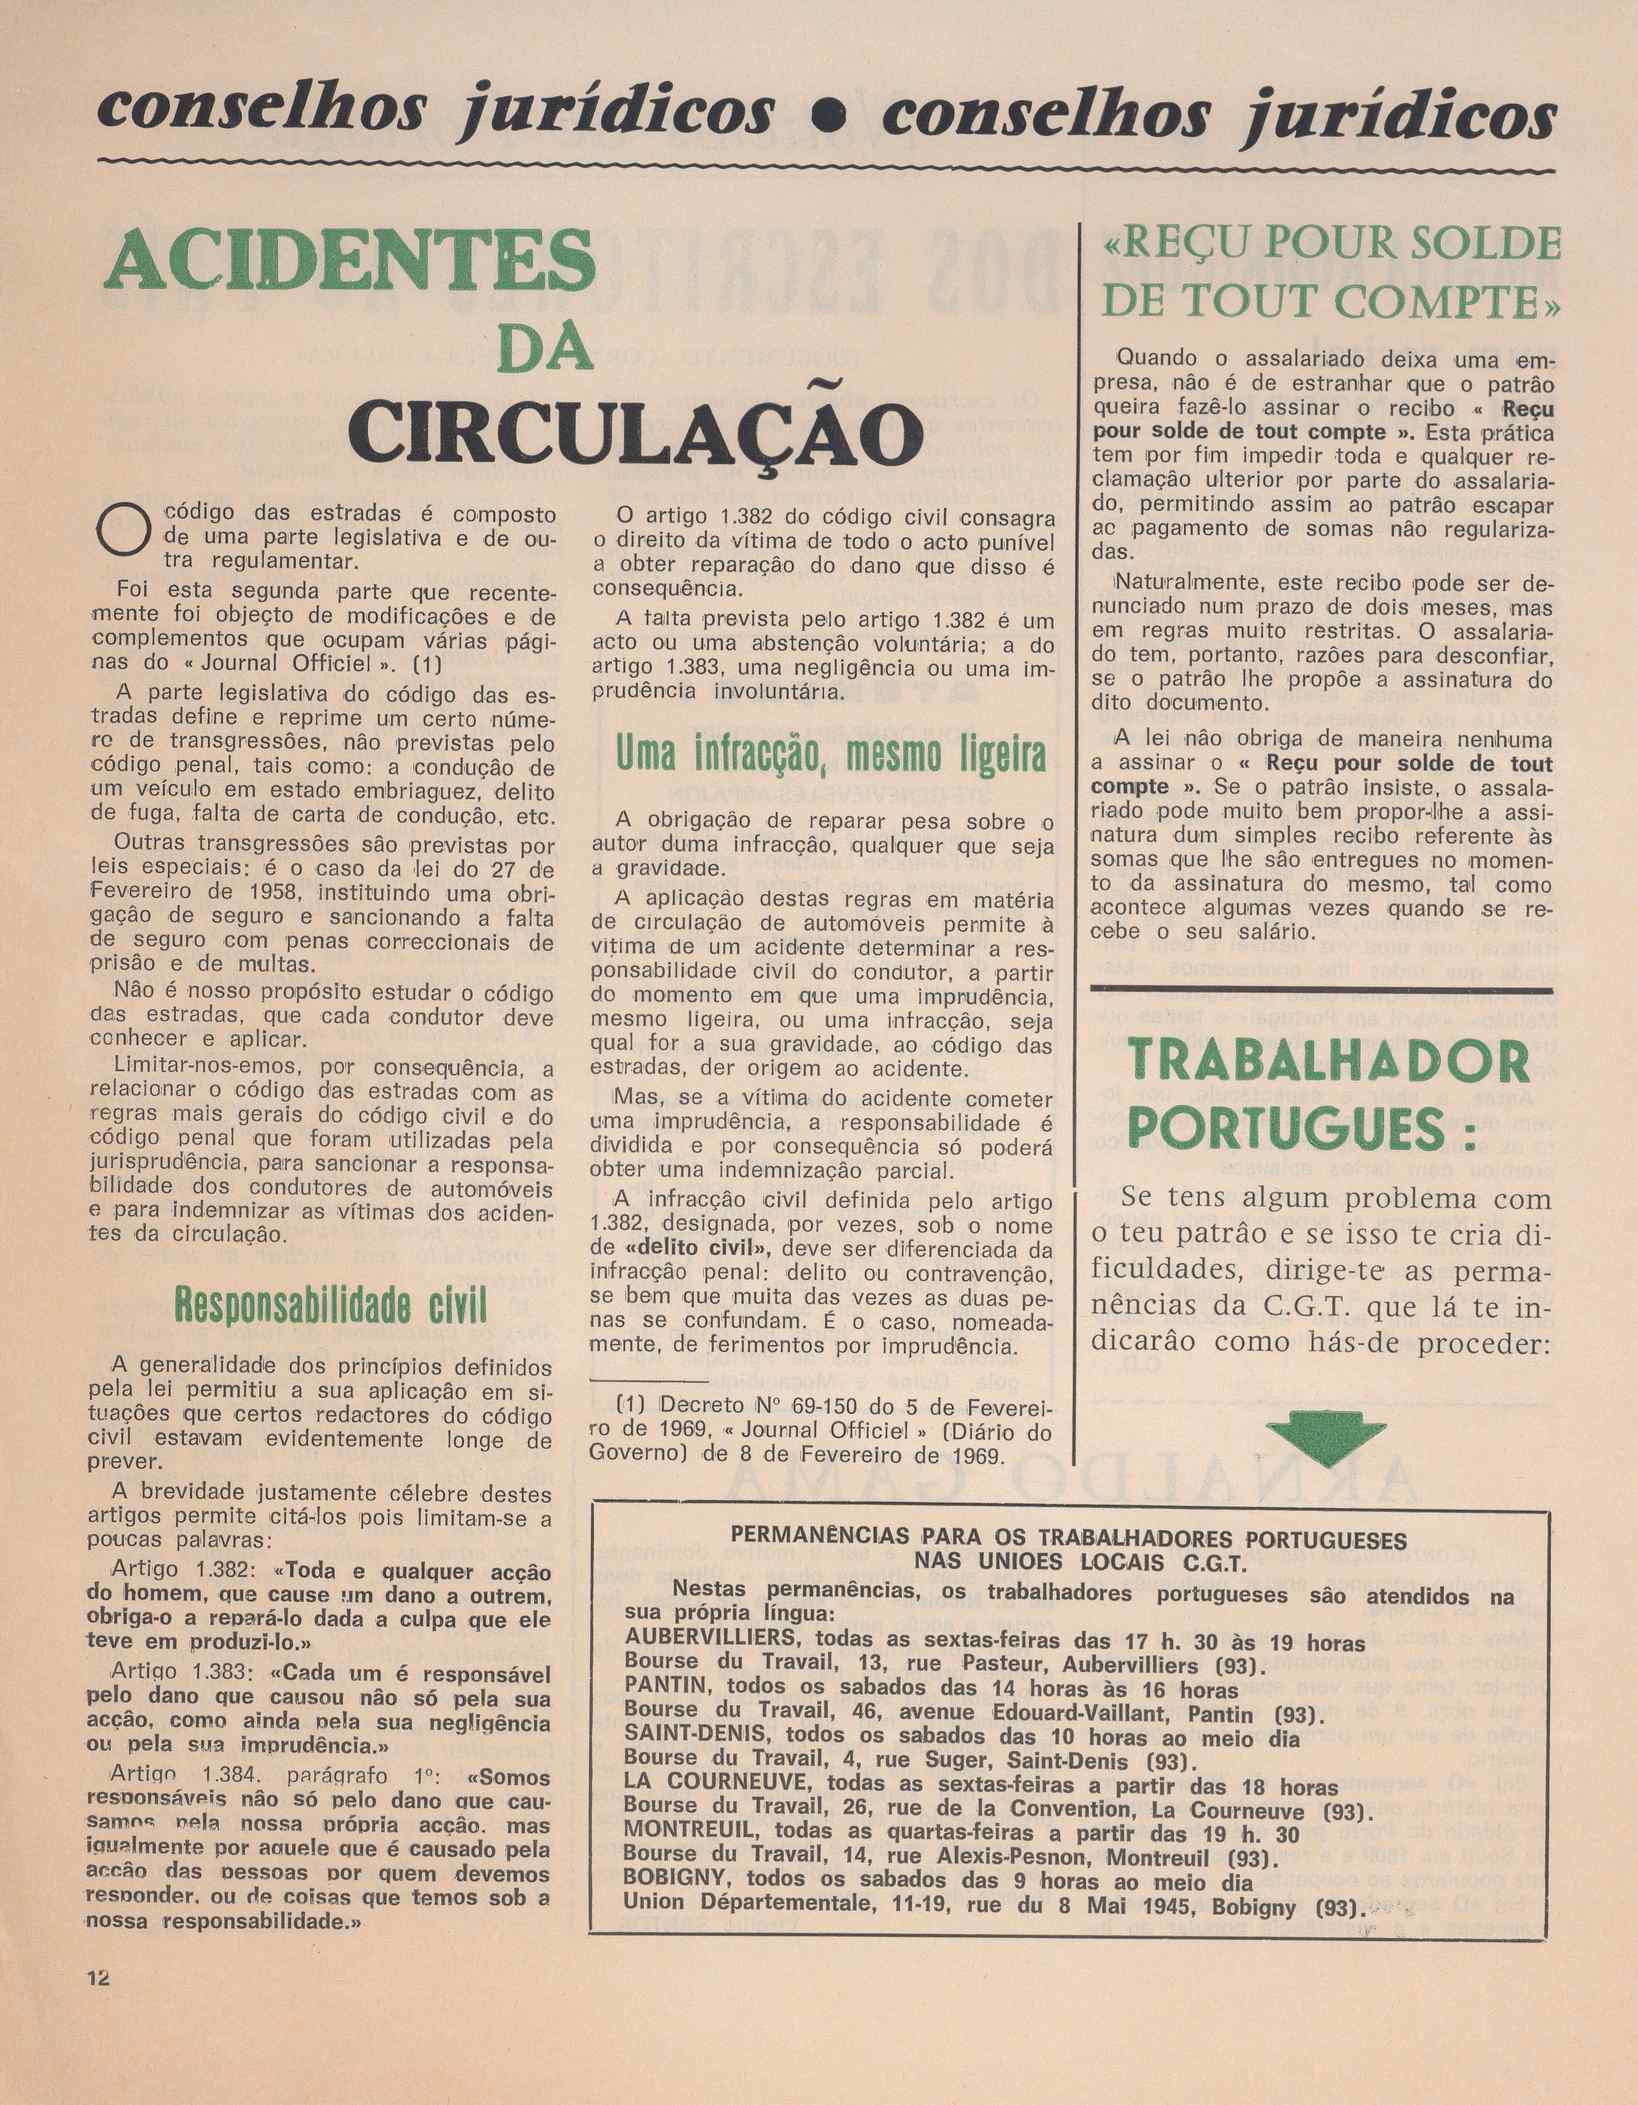 conselhos jurídicos ● conselhos jurídicos
ACIDENTES
DA
CIRCULAÇÃO
O código das estradas é composto
de uma parte legislativa e de ou-
tra regulamentar.
Foi esta segunda parte que recente-
mente foi objecto de modificações e de
complementos que ocupam várias pági-
nas do « Journal Officiel ». (1)
A parte legislativa do código das es-
tradas define e reprime um certo núme-
ro de transgressões, não previstas pelo
código penal, tais como: a condução de
um veículo em estado embriaguez, delito
de fuga, falta de carta de condução, etc.
Outras transgressões são previstas por
leis especiais: é o caso da lei do 27 de
Fevereiro de 1958, instituindo uma obri-
gação de seguro e sancionando a falta
de seguro com penas correccionais de
prisão e de multas.
Não é nosso propósito estudar o código
das estradas, que cada condutor deve
conhecer e aplicar.
Limitar-nos-emos, por consequência, a
relacionar o código das estradas com as
regras mais gerais do código civil e do
código penal que foram utilizadas pela
jurisprudência, para sancionar a responsa-
bilidade dos condutores de automóveis
e para indemnizar as vítimas dos aciden-
tes da circulação.
Responsabilidade civil
A generalidade dos princípios definidos
pela lei permitiu a sua aplicação em si-
tuações que certos redactores do código
civil estavam evidentemente longe de
prever.
A brevidade justamente célebre destes
artigos permite citá-los pois limitam-se a
poucas palavras:
Artigo 1.382: «Toda e qualquer acção
do homem, que cause um dano a outrem,
obriga-o a repará-lo dada a culpa que ele
teve em produzi-lo.»
Artigo 1.383: «Cada um é responsável
pelo dano que causou não só pela sua
acção, como ainda pela sua negligência
ou pela sua imprudência.»
Artigo 1.384. parágrafo 1º: «Somos
responsáveis não só pelo dano que cau-
samos pela nossa própria acção. mas
igualmente por aquele que é causado pela
acção das pessoas por quem devemos
responder. ou de coisas que temos sob a
nossa responsabilidade.»
12
O artigo 1.382 do código civil consagra
o direito da vítima de todo o acto punível
a obter reparação do dano que disso é
consequência.
A talta prevista pelo artigo 1.382 é um
acto ou uma abstenção voluntária; a do
artigo 1.383, uma negligência ou uma im-
prudência involuntária.
Uma infracção, mesmo ligeira
A obrigação de reparar pesa sobre o
autor duma infracção, qualquer que seja
a gravidade.
A aplicação destas regras em matéria
de circulação de automóveis permite à
vítima de um acidente determinar a res-
ponsabilidade civil do condutor, a partir
do momento em que uma imprudência,
mesmo ligeira, ou uma infracção, seja
qual for a sua gravidade, ao código das
estradas, der origem ao acidente.
Mas, se a vítima do acidente cometer
uma imprudência, a responsabilidade é
dividida e por consequência só poderá
obter uma indemnização parcial.
A infracção civil definida pelo artigo
1.382, designada, por vezes, sob o nome
de «delito civil», deve ser diferenciada da
infracção penal: delito ou contravenção,
se bem que muita das vezes as duas pe-
nas se confundam. É o caso, nomeada-
mente, de ferimentos por imprudência.
(1) Decreto Nº 69-150 do 5 de Feverei-
ro de 1969, « Journal Officiel » (Diário do
Governo) de 8 de Fevereiro de 1969.
«REÇU POUR SOLDE
DE TOUT COMPTE»
Quando o assalariado deixa uma em-
presa, não é de estranhar que o patrão
queira fazê-lo assinar o recibo « Reçu
pour solde de tout compte ». Esta prática
tem por fim impedir toda e qualquer re-
clamação ulterior por parte do assalaria-
do, permitindo assim ao patrão escapar
ao pagamento de somas não regulariza-
das.
Naturalmente, este recibo pode ser de-
nunciado num prazo de dois meses, mas
em regras muito restritas. O assalaria-
do tem, portanto, razões para desconfiar,
se o patrão lhe propõe a assinatura do
dito documento.
A lei não obriga de maneira nenhuma
a assinar o « Reçu pour solde de tout
compte ». Se o patrão insiste, o assala-
riado pode muito bem propor-lhe a assi-
natura dum simples recibo referente às
somas que lhe são entregues no momen-
to da assinatura do mesmo, tal como
acontece algumas vezes quando se re-
cebe o seu salário.
TRABALHADOR
PORTUGUES :
Se tens algum problema com
o teu patrão e se isso te cria di-
ficuldades, dirige-te as perma-
nências da C.G.T. que lá te in-
dicarão como hás-de proceder:
PERMANÊNCIAS PARA OS TRABALHADORES PORTUGUESES
NAS UNIOES LOCAIS C.G.T.
Nestas permanências, os trabalhadores portugueses são atendidos na
sua própria língua:
AUBERVILLIERS, todas as sextas-feiras das 17 h. 30 às 19 horas
Bourse du Travail, 13, rue Pasteur, Aubervilliers (93).
PANTIN, todos os sabados das 14 horas às 16 horas
Bourse du Travail, 46, avenue Edouard-Vaillant, Pantin (93).
SAINT-DENIS, todos os sabados das 10 horas ao meio dia
Bourse du Travail, 4, rue Suger, Saint-Denis (93).
LA COURNEUVE, todas as sextas-feiras a partir das 18 horas
Bourse du Travail, 26, rue de la Convention, La Courneuve (93).
MONTREUIL, todas as quartas-feiras a partir das 19 h. 30
Bourse du Travail, 14, rue Alexis-Pesnon, Montreuil (93).
BOBIGNY, todos os sabados das 9 horas ao meio dia
Union Départementale, 11-19, rue du 8 Mai 1945, Bobigny (93).